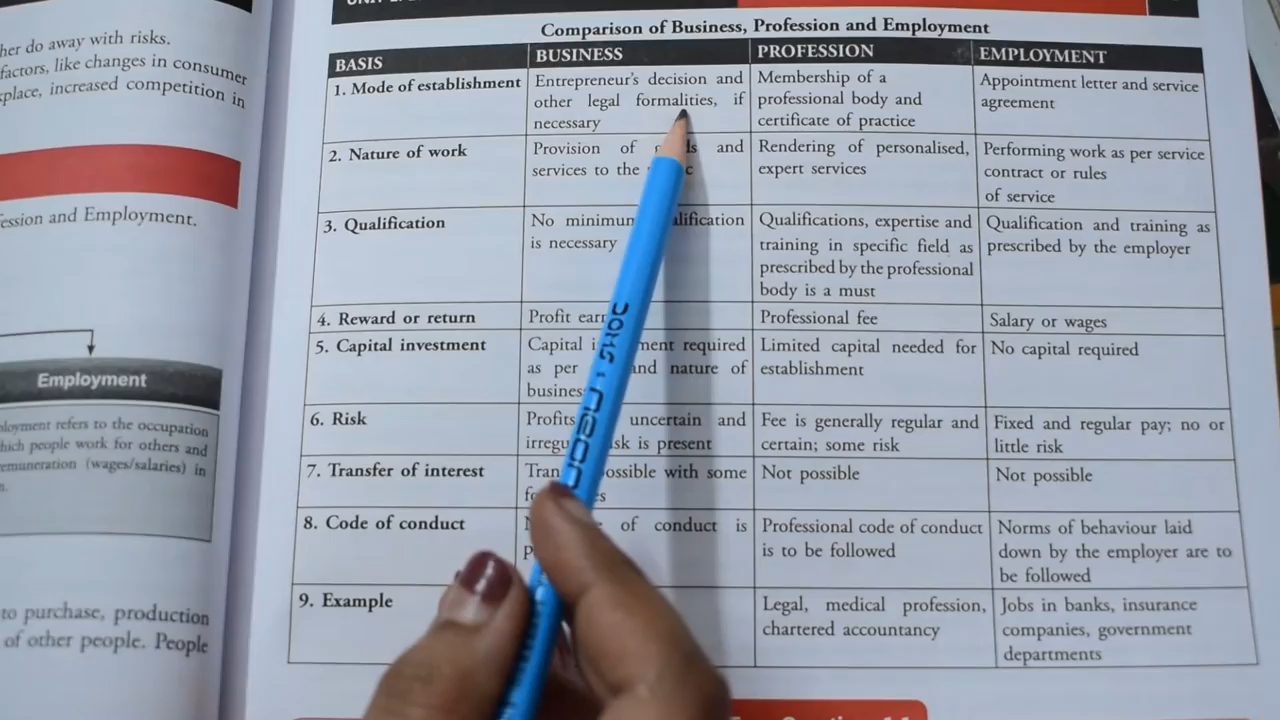 her do away with risks.
factors, like changes in consumer
place, increased competition in
ession and Employment.
Employment
ployment refers to the occupation
which people work for others and
remuneration (wages/salaries) in
to purchase, production
of other people. People
Comparison of Business, Profession and Employment
BASIS
BUSINESS
PROFESSION
EMPLOYMENT
1. Mode of establishment
Entrepreneur's decision and
other legal formalities, if
necessary
Membership of a
professional body and
certificate of practice
Appointment letter and service
agreement
2. Nature of work
Provision of and
services to the
Rendering of personalised,
expert services
Performing work as per service
contract or rules
of service
3. Qualification
No minimum
is necessary
Qualifications, expertise and
training in specific field as
prescribed by the professional
body is a must
Qualification and training as
prescribed by the employer
4. Reward or return
Profit
Professional fee
Salary or wages
5. Capital investment
Capital required
as per and nature of
business
Limited capital needed for
establishment
No capital required
6. Risk
Profits uncertain and
is present
Fee is generally regular and
certain; some risk
Fixed and regular pay; no or
little risk
7. Transfer of interest
with some
Not possible
Not possible
8. Code of conduct
of conduct is
Professional code of conduct
is to be followed
Norms of behaviour laid
down by the employer are to
be followed
9. Example
Legal, medical profession,
chartered accountancy
Jobs in banks, insurance
companies, government
departments
DOMS